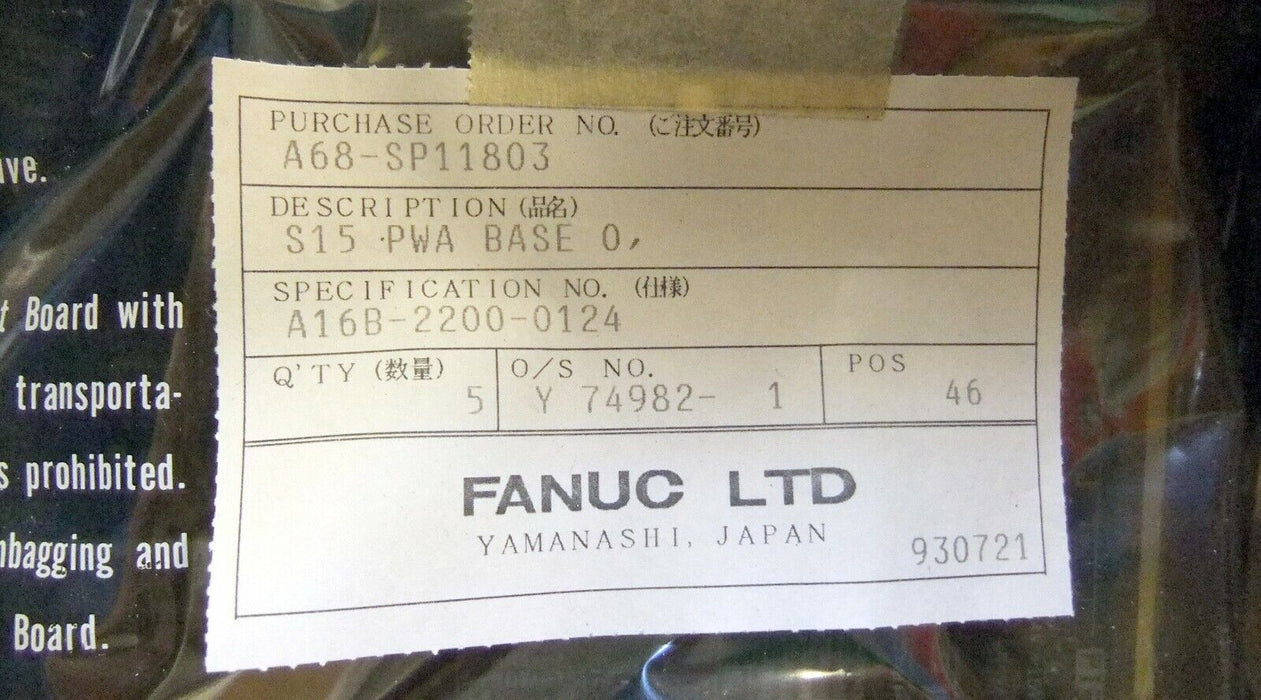 PURCHASE ORDER NO. (ご注文番号)
A68-SP11803
DESCRIPTION (品名)
S15 PWA BASE 0,
SPECIFICATION NO. (仕様)
A16B-2200-0124
Q'TY (数量) O/S NO. POS
5 Y 74982- 1 46
FANUC LTD
YAMANASHI, JAPAN
930721
Board with
transporta-
prohibited.
and
Board.